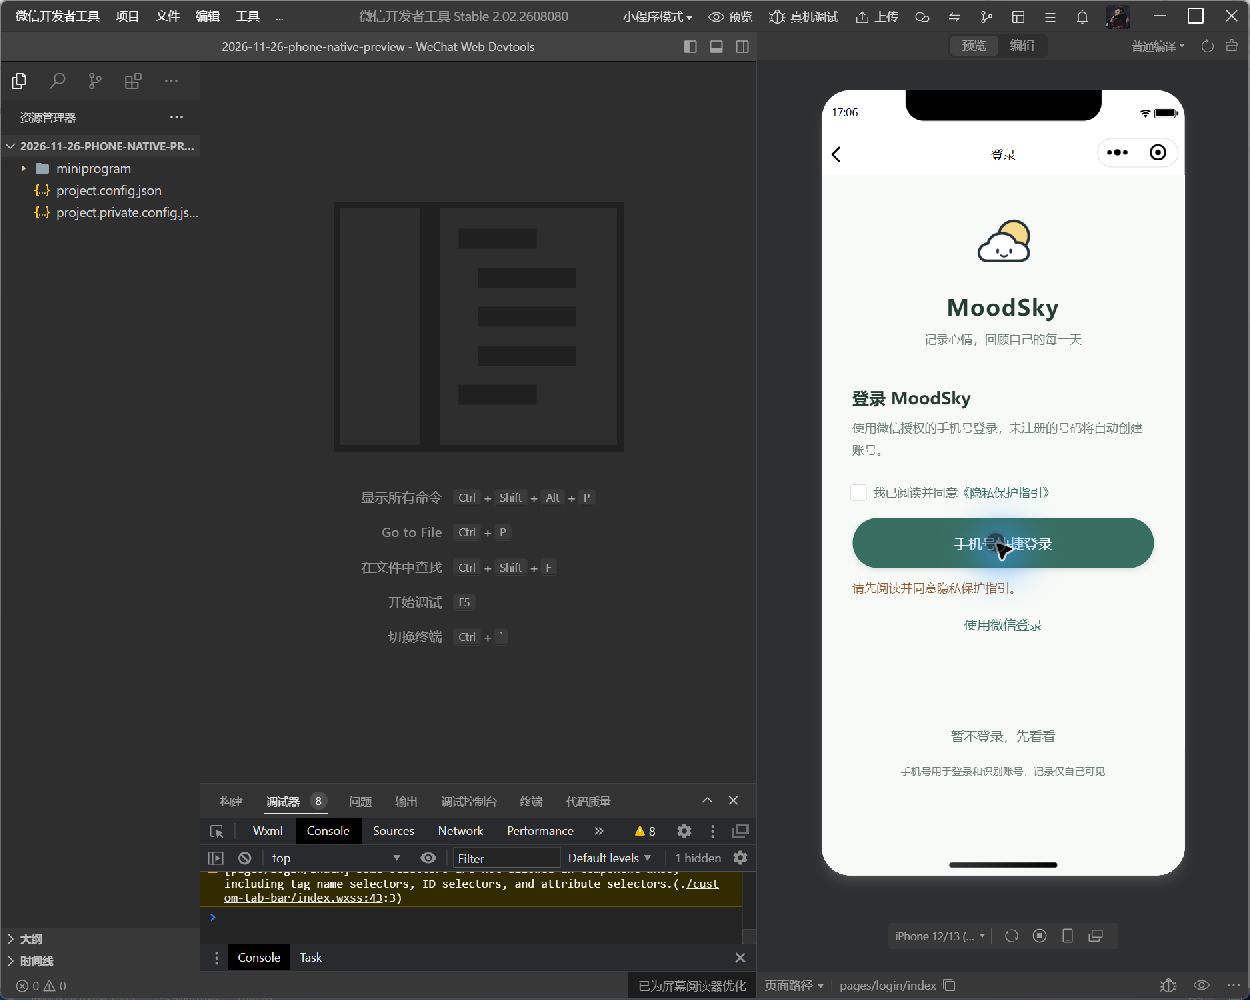 微信开发者工具 项目 文件 编辑 工具 ...
微信开发者工具 Stable 2.02.2608080
小程序模式 预览 真机调试 上传
2026-11-26-phone-native-preview - WeChat Web Devtools
预览 编辑 普通编译
资源管理器
2026-11-26-PHONE-NATIVE-PR...
miniprogram
project.config.json
project.private.config.js...
显示所有命令 Ctrl + Shift + Alt + P
Go to File Ctrl + P
在文件中查找 Ctrl + Shift + F
开始调试 F5
切换终端 Ctrl + `
构建 调试器 8 问题 输出 调试控制台 终端 代码质量
Wxml Console Sources Network Performance » 8
top Filter Default levels 1 hidden
including tag name selectors, ID selectors, and attribute selectors.(./cust
om-tab-bar/index.wxss:43:3)
Console Task
大纲
时间线
0 0
已为屏幕阅读器优化
17:06
登录
MoodSky
记录心情，回顾自己的每一天
登录 MoodSky
使用微信授权的手机号登录，未注册的号码将自动创建
账号。
我已阅读并同意《隐私保护指引》
手机号快捷登录
请先阅读并同意隐私保护指引。
使用微信登录
暂不登录，先看看
手机号用于登录和识别账号，记录仅自己可见
iPhone 12/13 (...
页面路径 pages/login/index